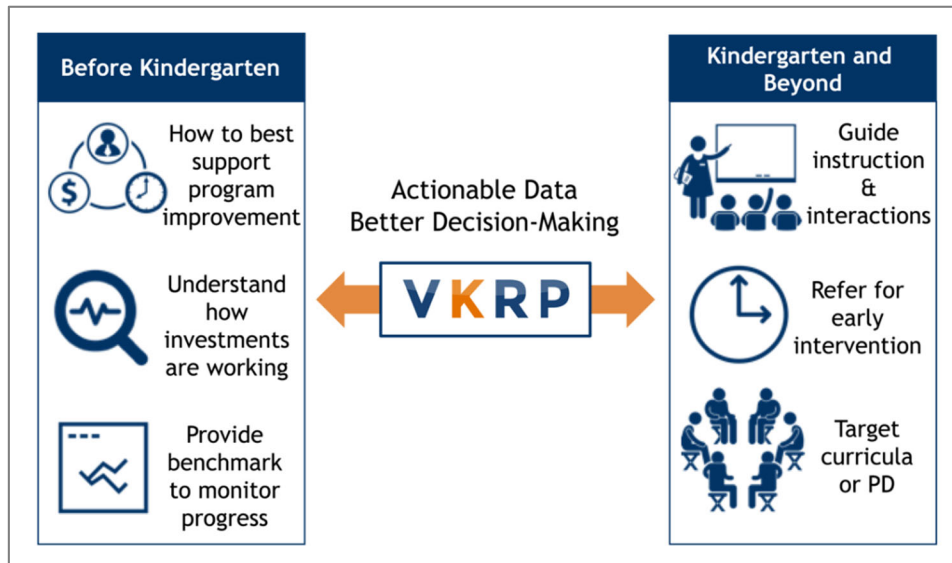 Before Kindergarten
How to best
support
program
improvement
$
Understand
how
investments
are working
Provide
benchmark
to monitor
progress
Actionable Data
Better Decision-Making
VKRP
Kindergarten and
Beyond
Guide
instruction
&
interactions
Refer for
early
intervention
Target
curricula
or PD